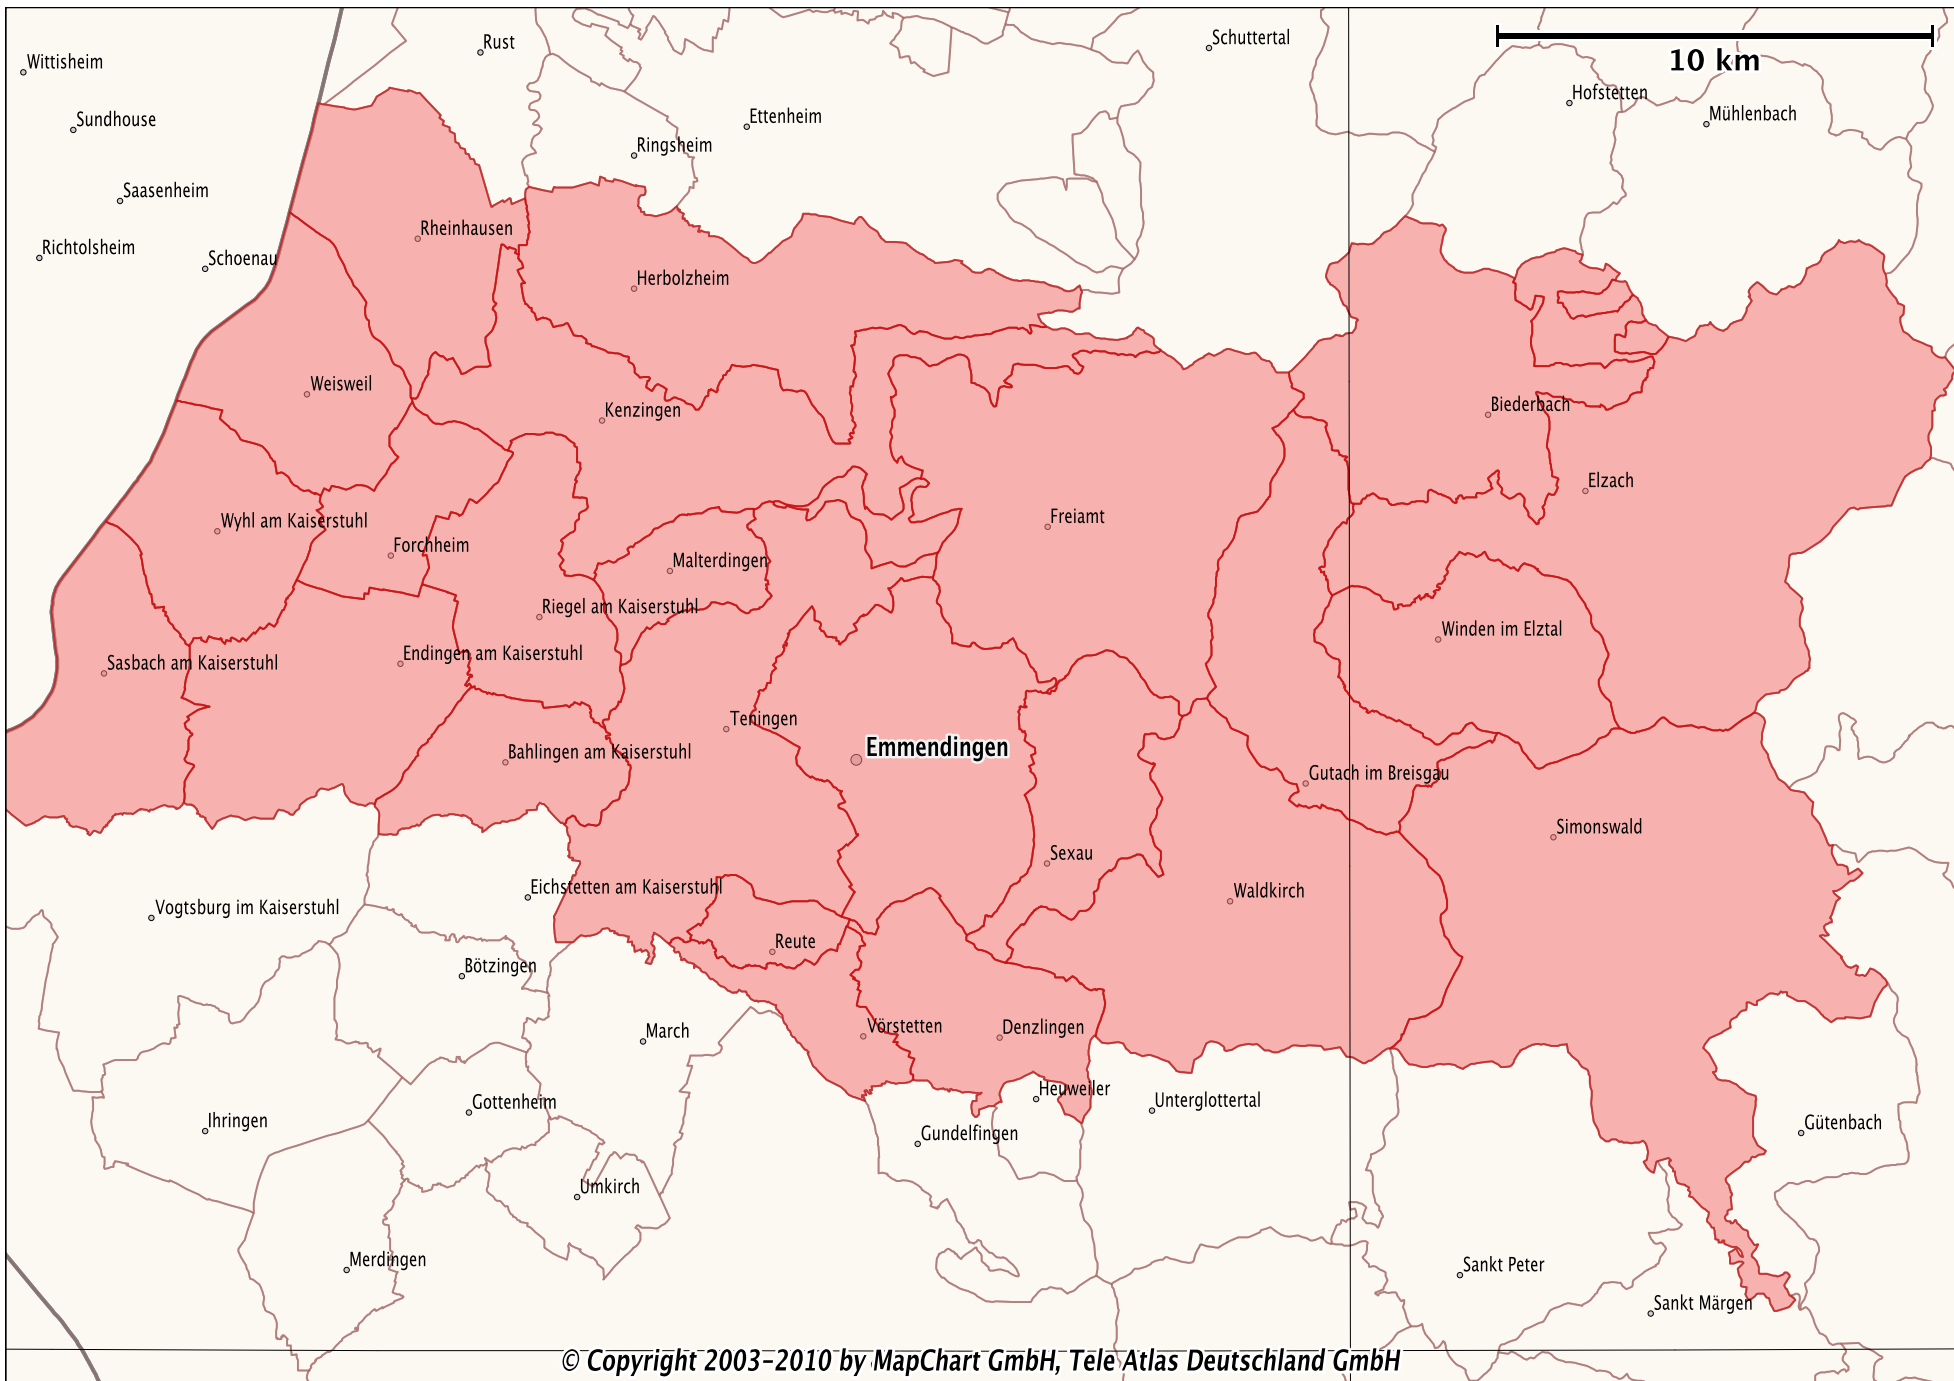 Rust
Schuttertal
10 km
Wittisheim
Hofstetten
Mühlenbach
Sundhouse
Ettenheim
Ringsheim
Saasenheim
Rheinhausen
Richtolsheim
Schoenau
Herbolzheim
Weisweil
Kenzingen
Biederbach
Elzach
Wyhl am Kaiserstuhl
Freiamt
Forchheim
Malterdingen
Riegel am Kaiserstuhl
Winden im Elztal
Endingen am Kaiserstuhl
Sasbach am Kaiserstuhl
Teningen
Emmendingen
Bahlingen am Kaiserstuhl
Gutach im Breisgau
Simonswald
Sexau
Eichstetten am Kaiserstuhl
Waldkirch
Vogtsburg im Kaiserstuhl
Reute
Bötzingen
Vörstetten
Denzlingen
March
Heuweiler
Unterglottertal
Gottenheim
Ihringen
Gütenbach
Gundelfingen
Umkirch
Merdingen
Sankt Peter
Sankt Märgen
© Copyright 2003-2010 by MapChart GmbH, Tele Atlas Deutschland GmbH